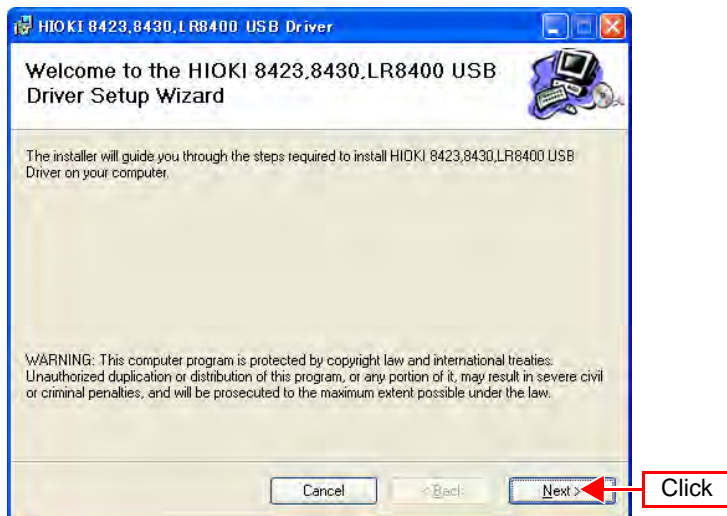 HIOKI 8423,8430,LR8400 USB Driver
Welcome to the HIOKI 8423,8430,LR8400 USB
Driver Setup Wizard
The installer will guide you through the steps required to install HIOKI 8423,8430,LR8400 USB
Driver on your computer.
WARNING: This computer program is protected by copyright law and international treaties.
Unauthorized duplication or distribution of this program, or any portion of it, may result in severe civil
or criminal penalties, and will be prosecuted to the maximum extent possible under the law.
Cancel < Back Next > Click